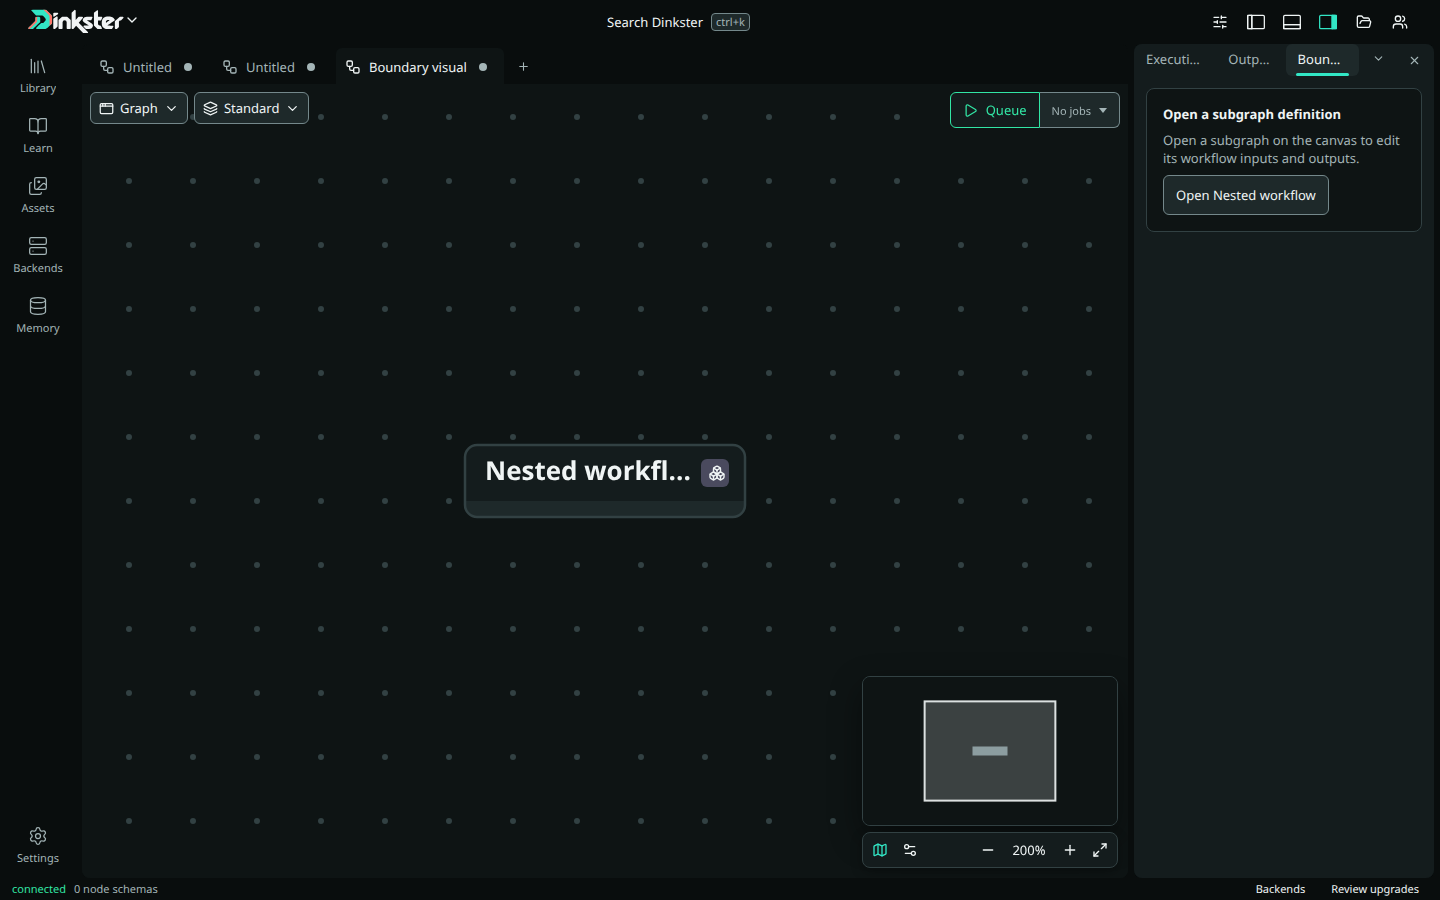 Dinkster
Search Dinkster ctrl+k
Library
Learn
Assets
Backends
Memory
Settings
Untitled
Untitled
Boundary visual
Graph
Standard
Queue
No jobs
Nested workfl...
200%
Executi...
Outp...
Boun...
Open a subgraph definition
Open a subgraph on the canvas to edit
its workflow inputs and outputs.
Open Nested workflow
connected
0 node schemas
Backends
Review upgrades